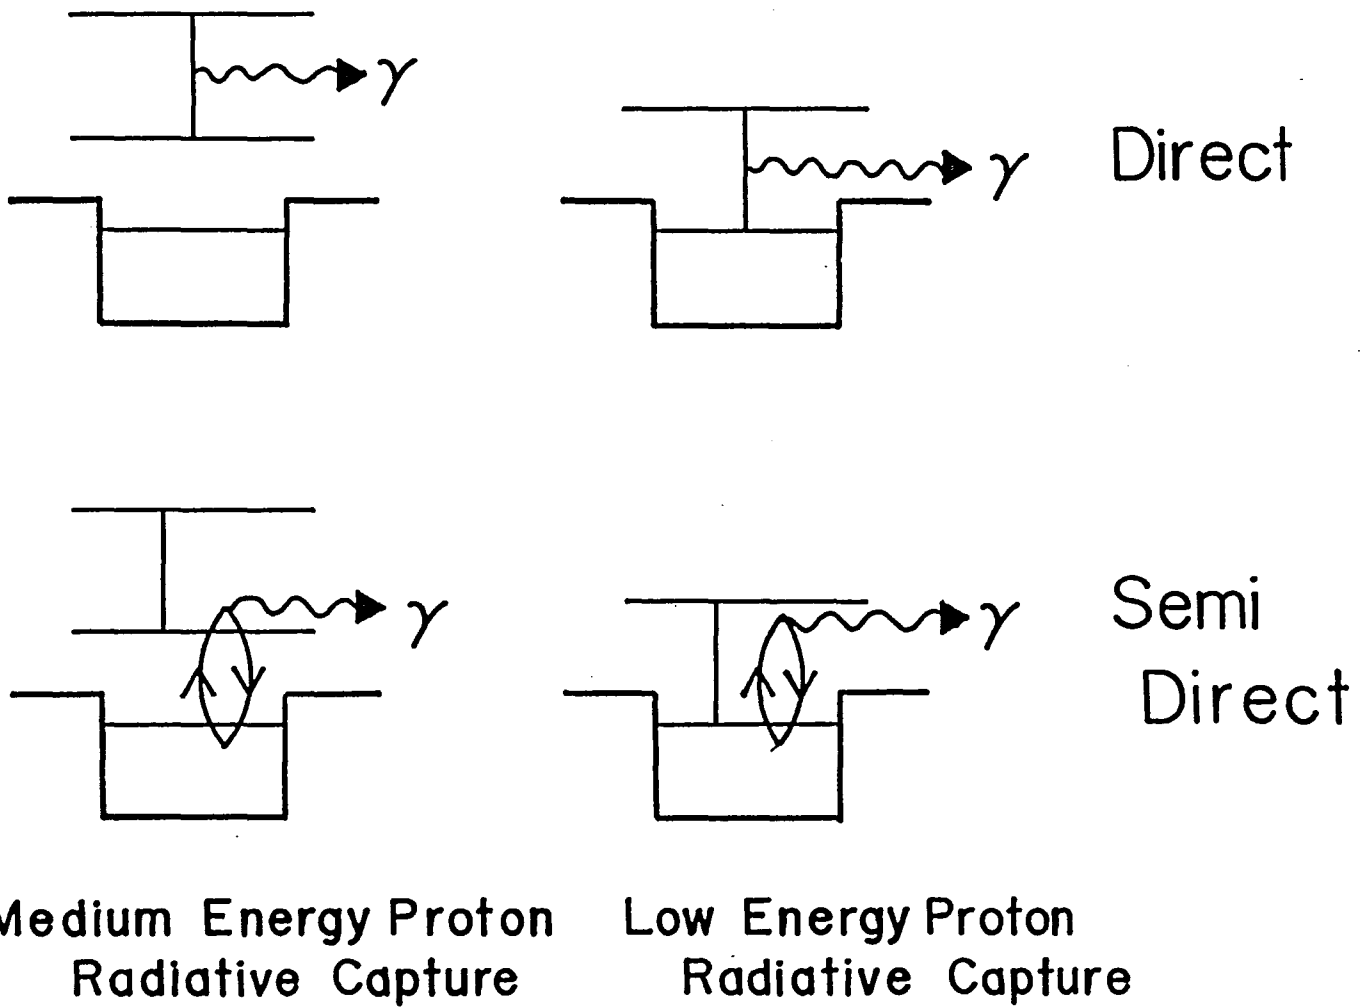 γ
γ
Direct
γ
γ
Semi
Direct
Medium Energy Proton
Radiative Capture
Low Energy Proton
Radiative Capture